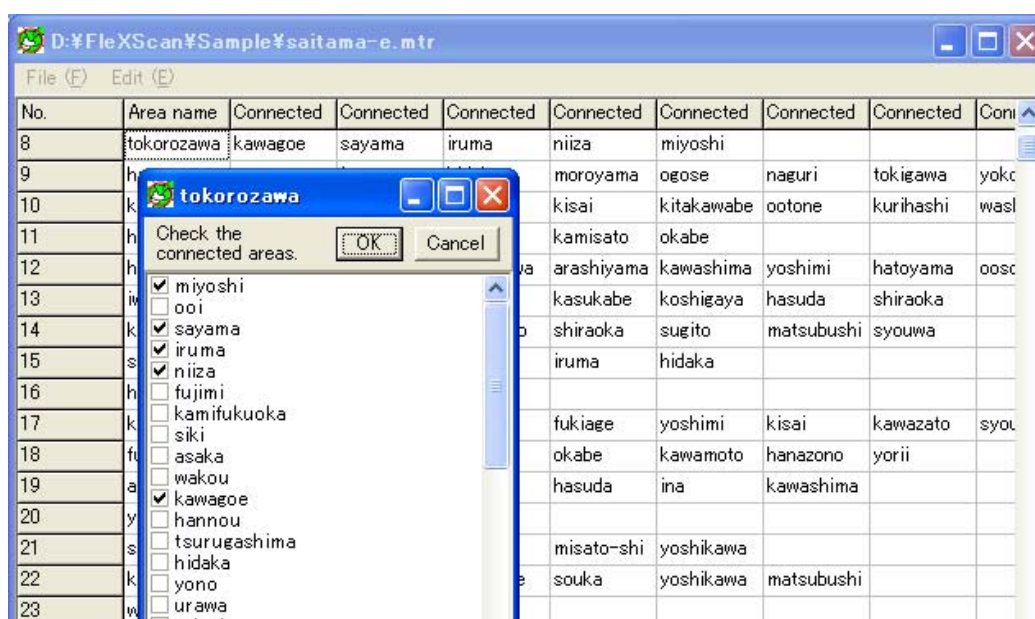 D:¥FleXScan¥Sample¥saitama-e.mtr
File (F) Edit (E)
No. Area name Connected Connected Connected Connected Connected Connected Connected
8 tokorozawa kawagoe sayama iruma niiza miyoshi
9 moroyama ogose naguri tokigawa
10 kisai kitakawabe ootone kurihashi
11 kamisato okabe
12 arashiyama kawashima yoshimi hatoyama
13 kasukabe koshigaya hasuda shiraoka
14 shiraoka sugito matsubushi syouwa
15 iruma hidaka
16
17 fukiage yoshimi kisai kawazato
18 okabe kawamoto hanazono yorii
19 hasuda ina kawashima
20
21 misato-shi yoshikawa
22 souka yoshikawa matsubushi
23
tokorozawa
Check the
connected areas.
OK Cancel
miyoshi
ooi
sayama
iruma
niiza
fujimi
kamifukuoka
siki
asaka
wakou
kawagoe
hannou
tsurugashima
hidaka
yono
urawa